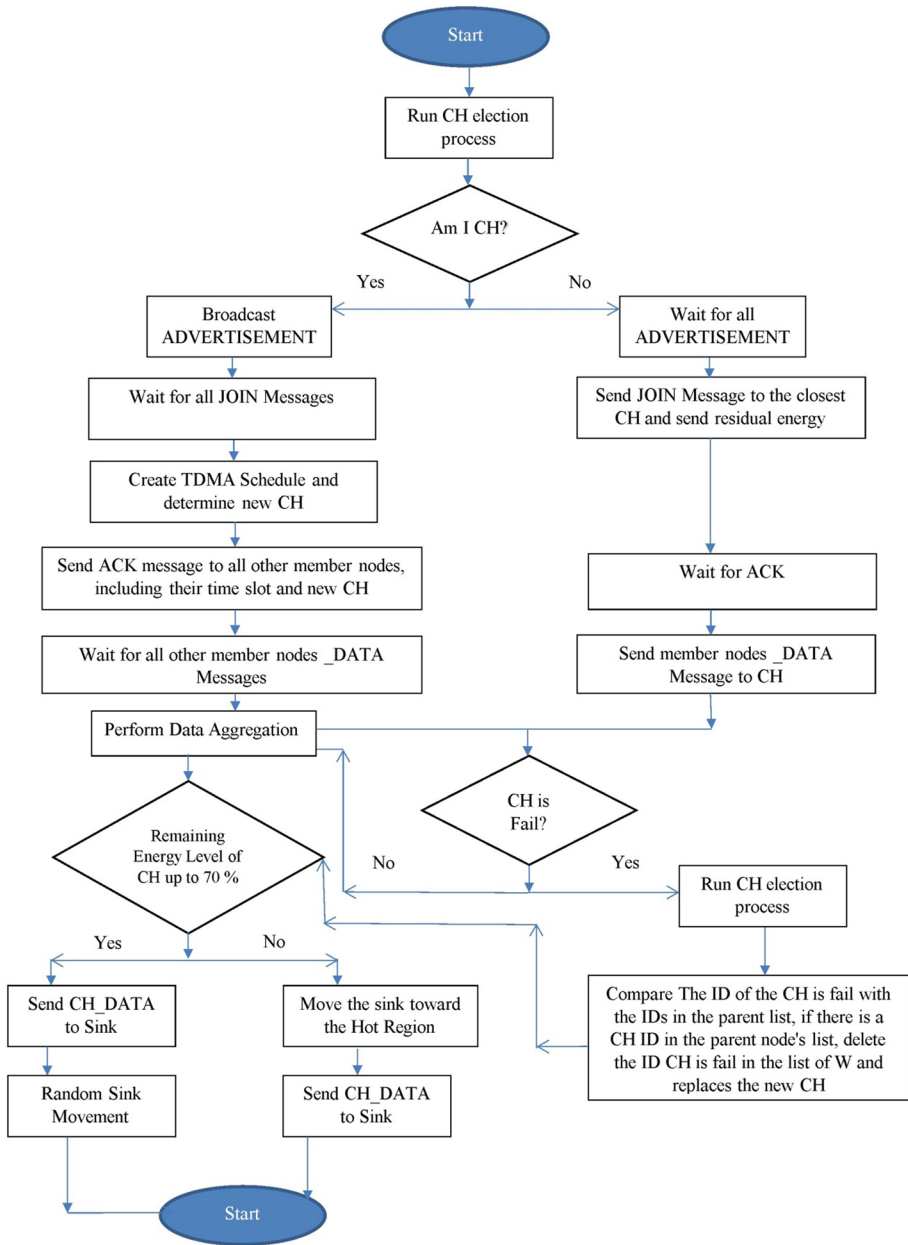 Start
Run CH election
process
Am I CH?
Yes
No
Broadcast
ADVERTISEMENT
Wait for all
ADVERTISEMENT
Wait for all JOIN Messages
Send JOIN Message to the closest
CH and send residual energy
Create TDMA Schedule and
determine new CH
Send ACK message to all other member nodes,
including their time slot and new CH
Wait for ACK
Wait for all other member nodes _DATA
Messages
Send member nodes _DATA
Message to CH
Perform Data Aggregation
CH is
Fail?
Remaining
Energy Level of
CH up to 70 %
No
Yes
Run CH election
process
Yes
No
Send CH_DATA
to Sink
Move the sink toward
the Hot Region
Compare The ID of the CH is fail with
the IDs in the parent list, if there is a
CH ID in the parent node's list, delete
the ID CH is fail in the list of W and
replaces the new CH
Random Sink
Movement
Send CH_DATA
to Sink
Start